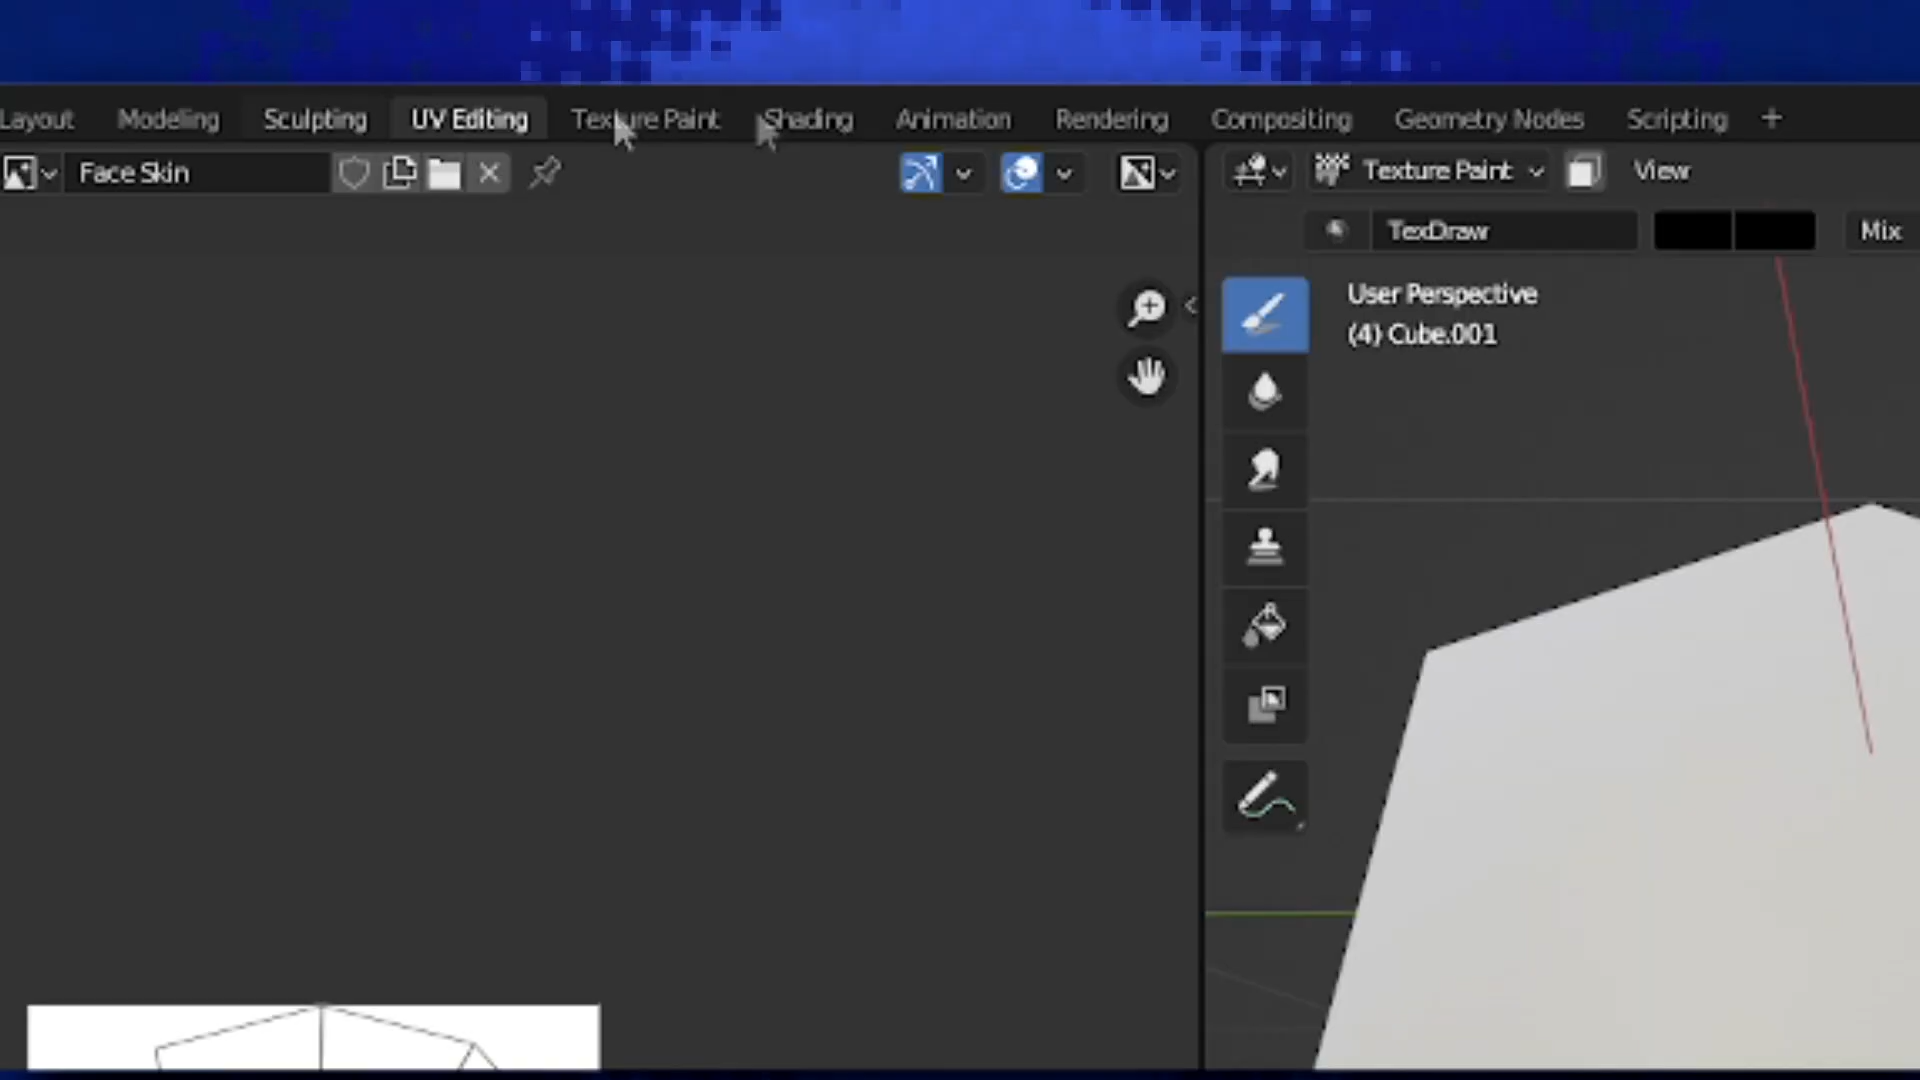 Layout Modeling Sculpting UV Editing Texture Paint Shading Animation Rendering Compositing Geometry Nodes Scripting +
Face Skin
Texture Paint View
TexDraw Mix
User Perspective
(4) Cube.001